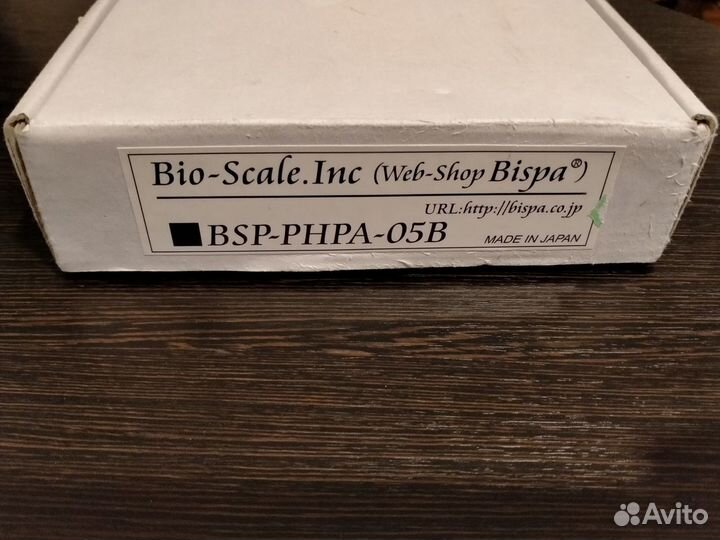 Bio-Scale.Inc (Web-Shop Bispa®)
URL:http://bispa.co.jp
■BSP-PHPA-05B MADE IN JAPAN
Avito